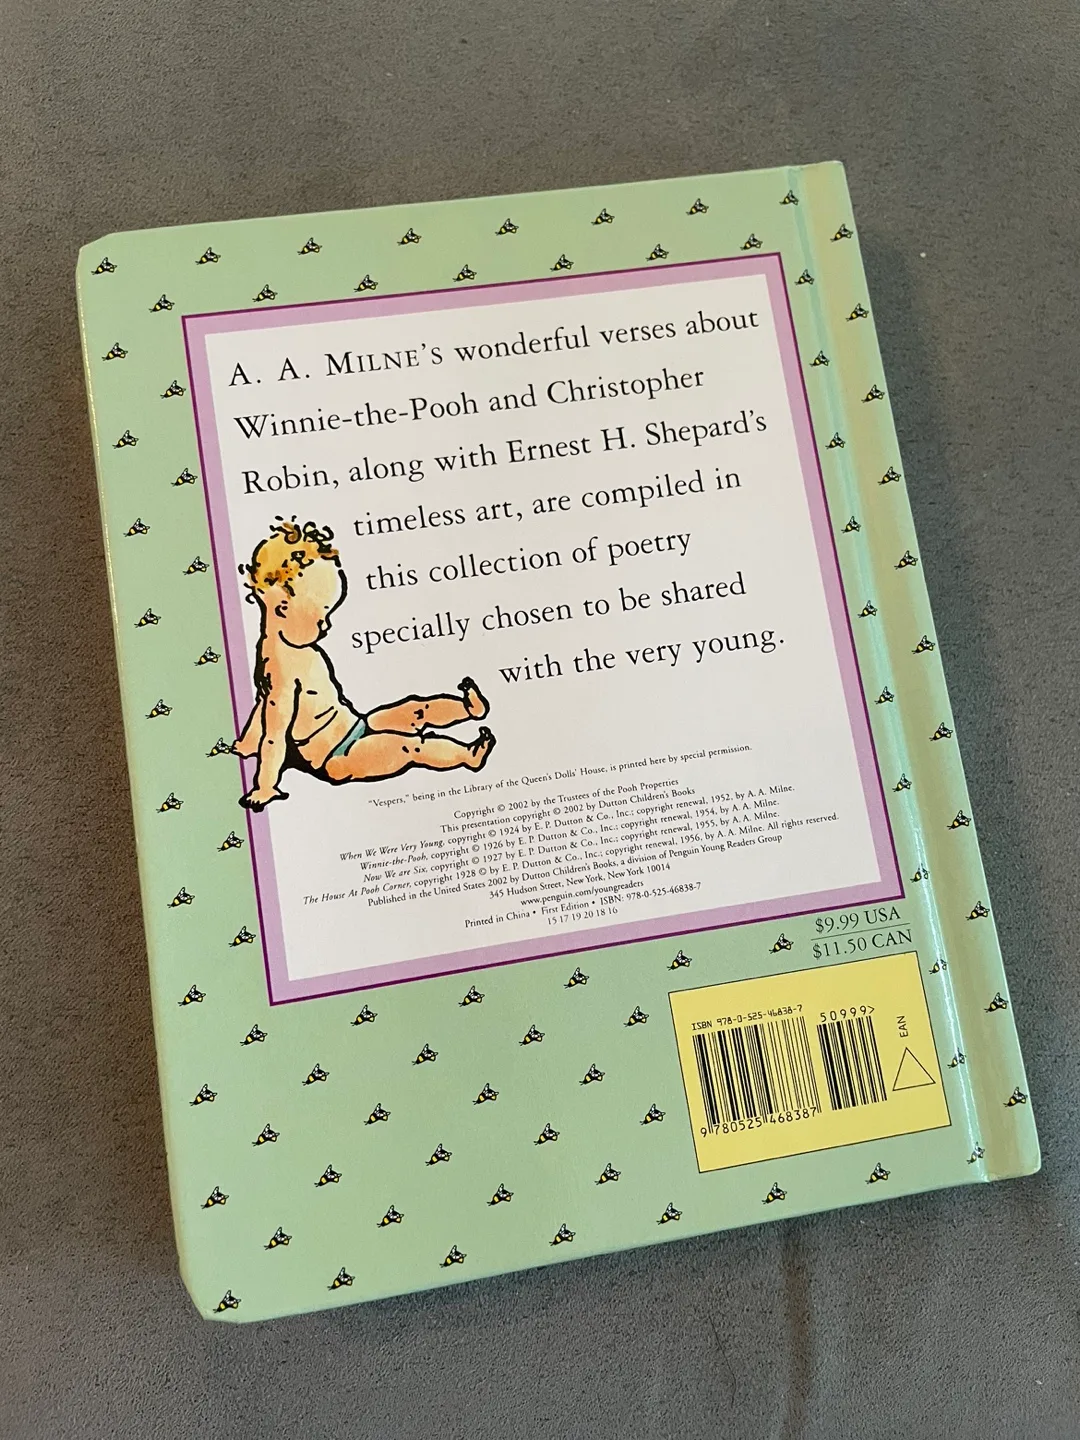 A. A. MILNE'S wonderful verses about
Winnie-the-Pooh and Christopher
Robin, along with Ernest H. Shepard's
timeless art, are compiled in
this collection of poetry
specially chosen to be shared
with the very young.
"Vespers," being in the Library of the Queen's Dolls' House, is printed here by special permission.
Copyright © 2002 by the Trustees of the Pooh Properties
This presentation copyright © 2002 by Dutton Children's Books
When We Were Very Young, copyright © 1924 by E. P. Dutton & Co., Inc.; copyright renewal, 1952, by A. A. Milne.
Winnie-the-Pooh, copyright © 1926 by E. P. Dutton & Co., Inc.; copyright renewal, 1954, by A. A. Milne.
Now We are Six, copyright © 1927 by E. P. Dutton & Co., Inc.; copyright renewal, 1955, by A. A. Milne.
The House At Pooh Corner, copyright 1928 © by E. P. Dutton & Co., Inc.; copyright renewal, 1956, by A. A. Milne. All rights reserved.
Published in the United States 2002 by Dutton Children's Books, a division of Penguin Young Readers Group
345 Hudson Street, New York, New York 10014
www.penguin.com/youngreaders
Printed in China • First Edition • ISBN: 978-0-525-46838-7
15 17 19 20 18 16
$9.99 USA
$11.50 CAN
ISBN 978-0-525-46838-7
50999>
EAN
9 780525 468387